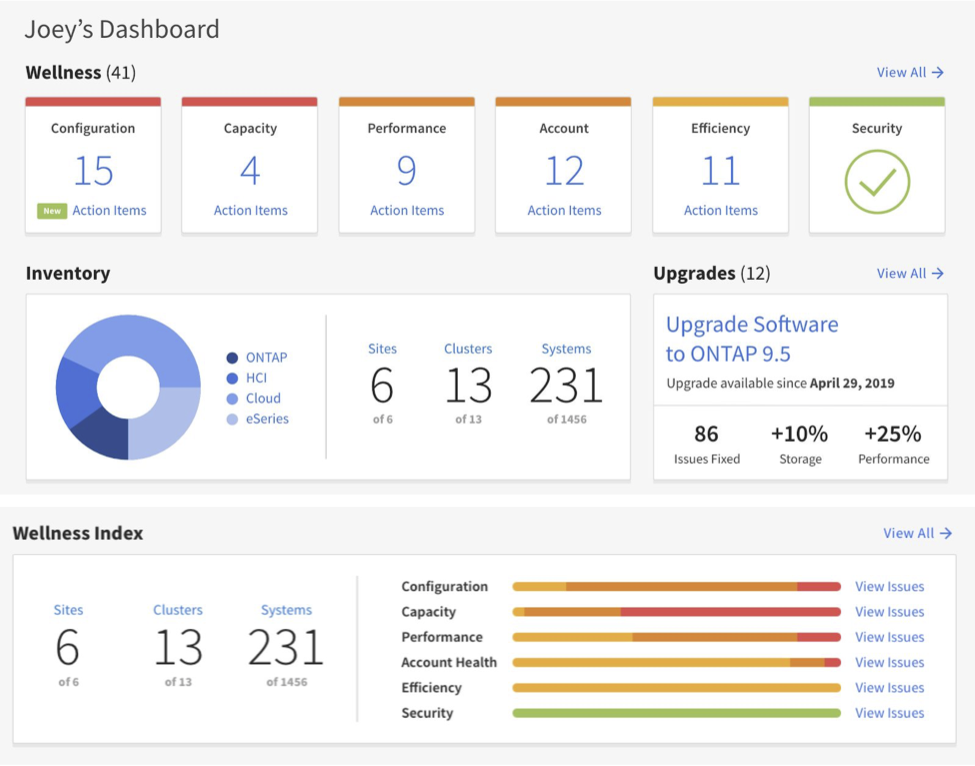 Joey's Dashboard
Wellness (41)
View All →
Configuration
15
New Action Items
Capacity
4
Action Items
Performance
9
Action Items
Account
12
Action Items
Efficiency
11
Action Items
Security
Inventory
ONTAP
HCI
Cloud
eSeries
Sites
6
of 6
Clusters
13
of 13
Systems
231
of 1456
Upgrades (12)
View All →
Upgrade Software
to ONTAP 9.5
Upgrade available since April 29, 2019
86
Issues Fixed
+10%
Storage
+25%
Performance
Wellness Index
View All →
Sites
6
of 6
Clusters
13
of 13
Systems
231
of 1456
Configuration View Issues
Capacity View Issues
Performance View Issues
Account Health View Issues
Efficiency View Issues
Security View Issues